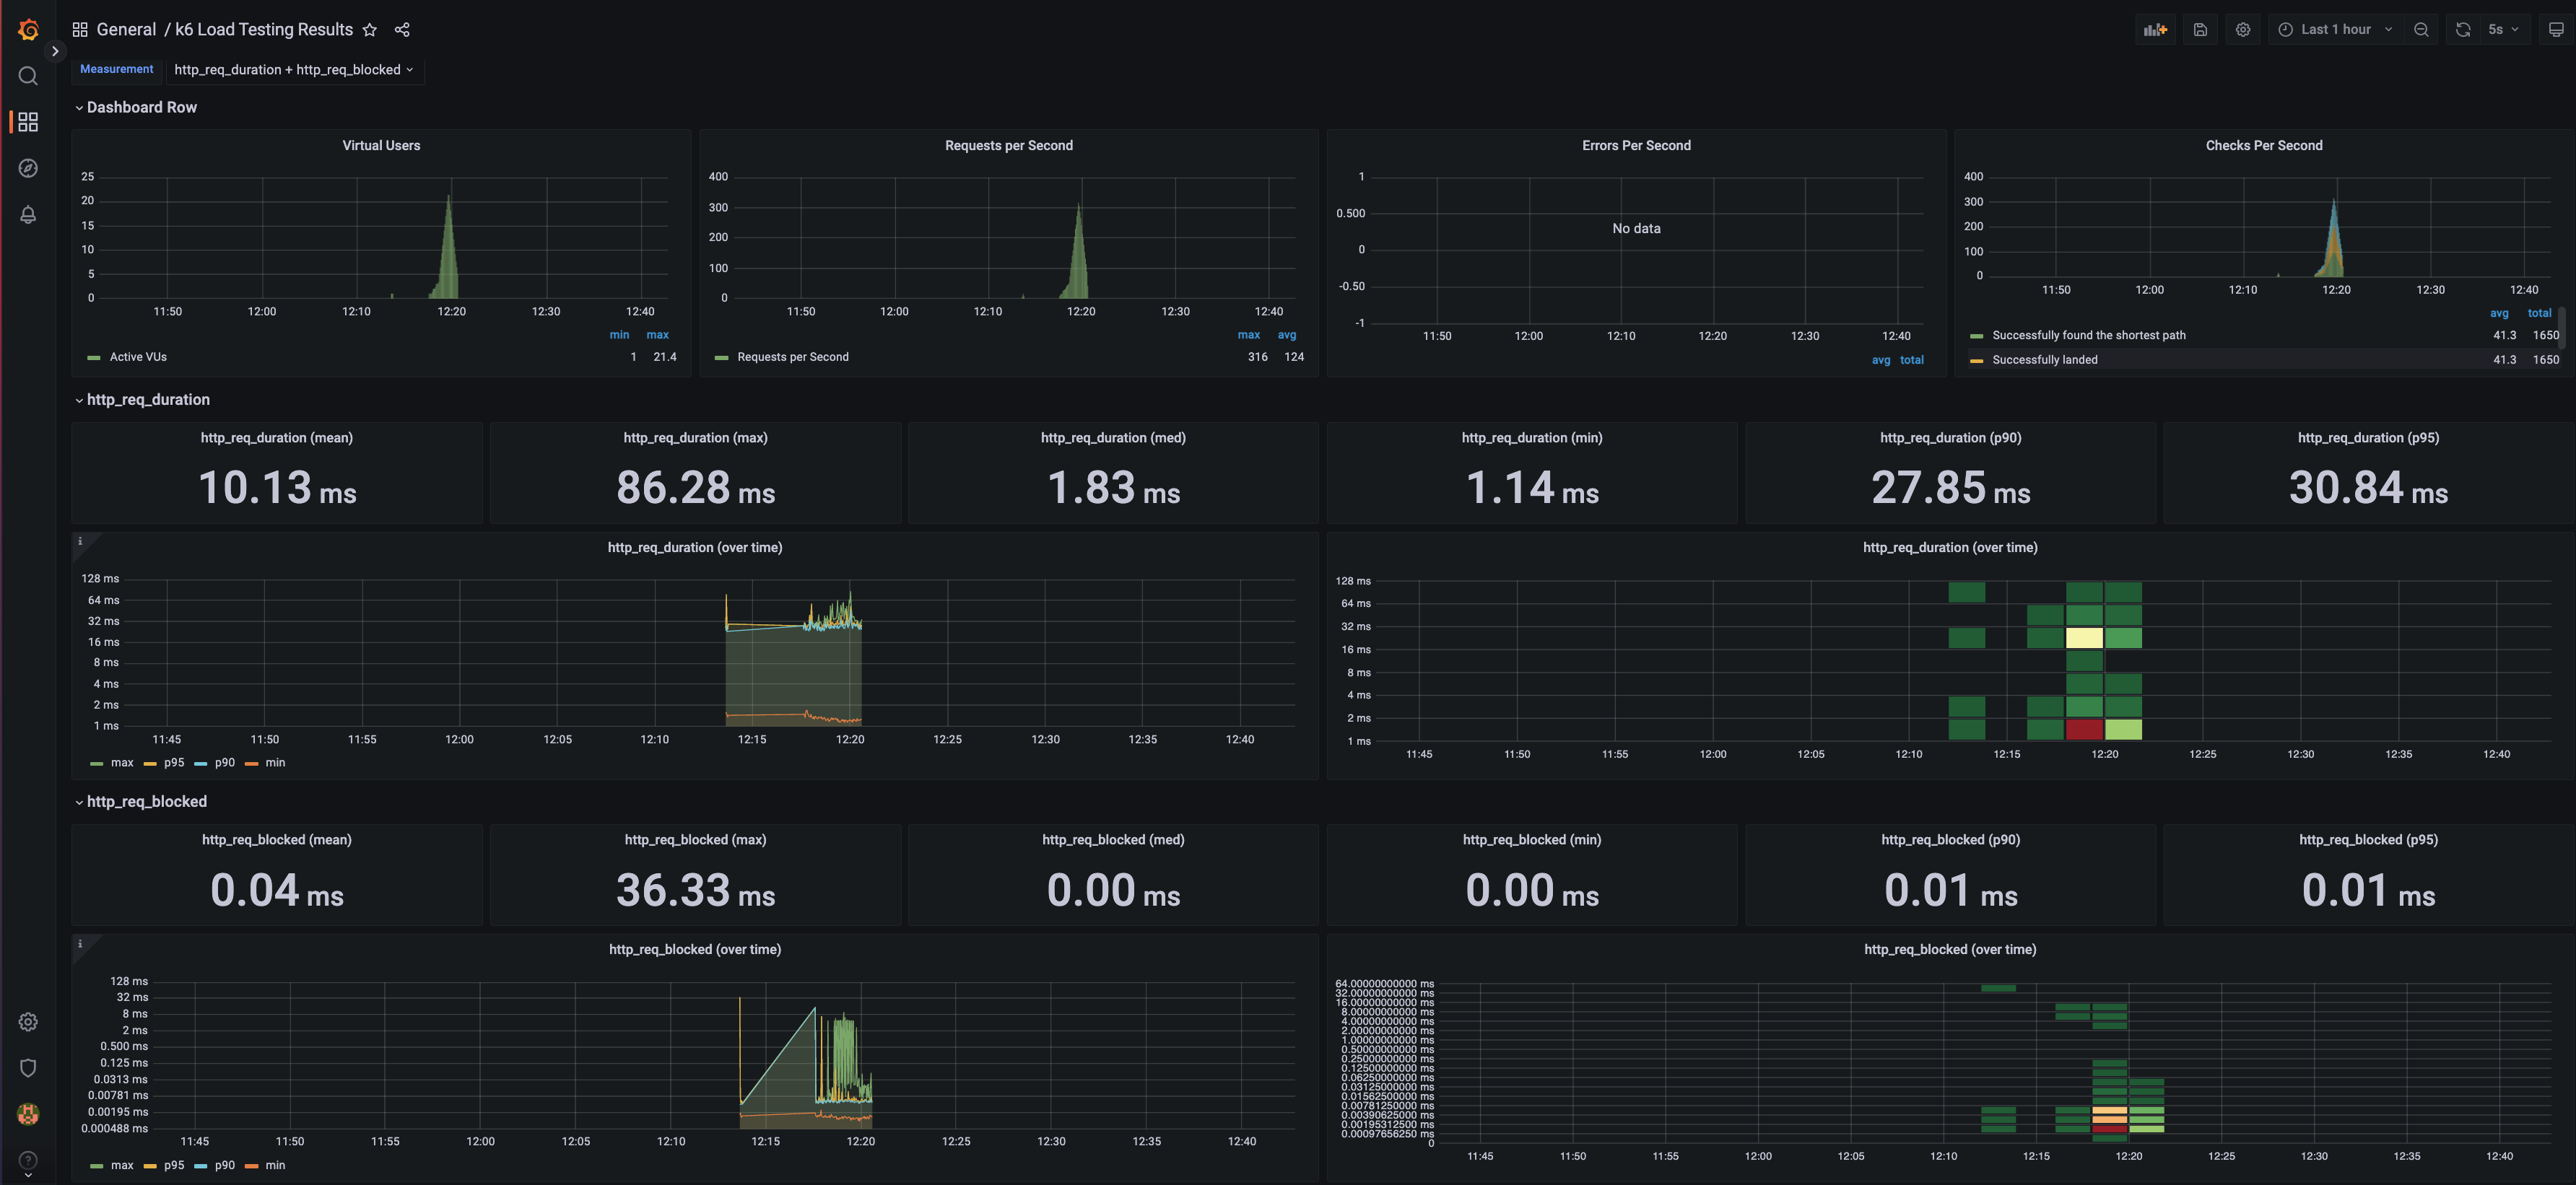 General / k6 Load Testing Results
Last 1 hour
5s
Measurement http_req_duration + http_req_blocked
Dashboard Row
Virtual Users
25
20
15
10
5
0
11:50 12:00 12:10 12:20 12:30 12:40
min max
Active VUs 1 21.4
Requests per Second
400
300
200
100
0
11:50 12:00 12:10 12:20 12:30 12:40
max avg
Requests per Second 316 124
Errors Per Second
1
0.500
0
-0.50
-1
No data
11:50 12:00 12:10 12:20 12:30 12:40
avg total
Checks Per Second
400
300
200
100
0
11:50 12:00 12:10 12:20 12:30 12:40
avg total
Successfully found the shortest path 41.3 1650
Successfully landed 41.3 1650
http_req_duration
http_req_duration (mean)
10.13 ms
http_req_duration (max)
86.28 ms
http_req_duration (med)
1.83 ms
http_req_duration (min)
1.14 ms
http_req_duration (p90)
27.85 ms
http_req_duration (p95)
30.84 ms
http_req_duration (over time)
128 ms
64 ms
32 ms
16 ms
8 ms
4 ms
2 ms
1 ms
11:45 11:50 11:55 12:00 12:05 12:10 12:15 12:20 12:25 12:30 12:35 12:40
max p95 p90 min
http_req_duration (over time)
128 ms
64 ms
32 ms
16 ms
8 ms
4 ms
2 ms
1 ms
11:45 11:50 11:55 12:00 12:05 12:10 12:15 12:20 12:25 12:30 12:35 12:40
http_req_blocked
http_req_blocked (mean)
0.04 ms
http_req_blocked (max)
36.33 ms
http_req_blocked (med)
0.00 ms
http_req_blocked (min)
0.00 ms
http_req_blocked (p90)
0.01 ms
http_req_blocked (p95)
0.01 ms
http_req_blocked (over time)
128 ms
32 ms
8 ms
2 ms
0.500 ms
0.125 ms
0.0313 ms
0.00781 ms
0.00195 ms
0.000488 ms
11:45 11:50 11:55 12:00 12:05 12:10 12:15 12:20 12:25 12:30 12:35 12:40
max p95 p90 min
http_req_blocked (over time)
64.00000000000 ms
32.00000000000 ms
16.00000000000 ms
8.00000000000 ms
4.00000000000 ms
2.00000000000 ms
1.00000000000 ms
0.50000000000 ms
0.25000000000 ms
0.12500000000 ms
0.06250000000 ms
0.03125000000 ms
0.01562500000 ms
0.00781250000 ms
0.00390625000 ms
0.00195312500 ms
0.00097656250 ms
0
11:45 11:50 11:55 12:00 12:05 12:10 12:15 12:20 12:25 12:30 12:35 12:40